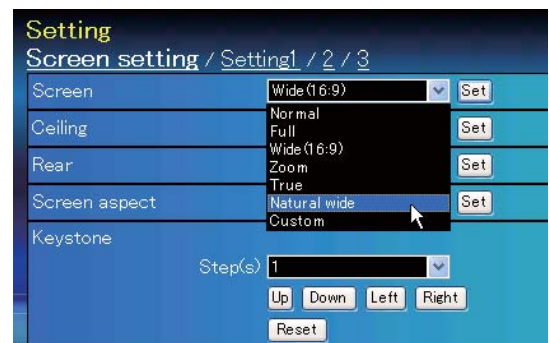 Setting
Screen setting / Setting1 / 2 / 3
Screen
Wide(16:9)
Set
Normal
Full
Wide(16:9)
Zoom
True
Natural wide
Custom
Ceiling
Set
Rear
Set
Screen aspect
Set
Keystone
Step(s) 1
Up Down Left Right
Reset